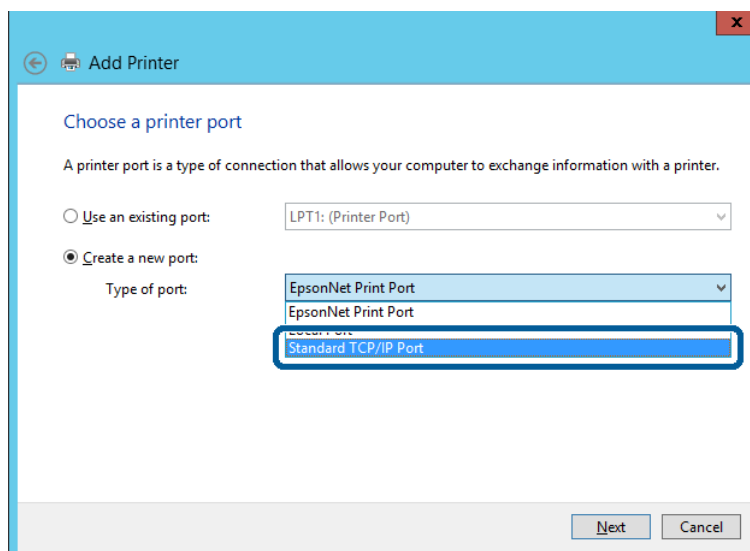 x
Add Printer
Choose a printer port
A printer port is a type of connection that allows your computer to exchange information with a printer.
Use an existing port: LPT1: (Printer Port)
Create a new port:
Type of port: EpsonNet Print Port
EpsonNet Print Port
Local Port
Standard TCP/IP Port
Next Cancel